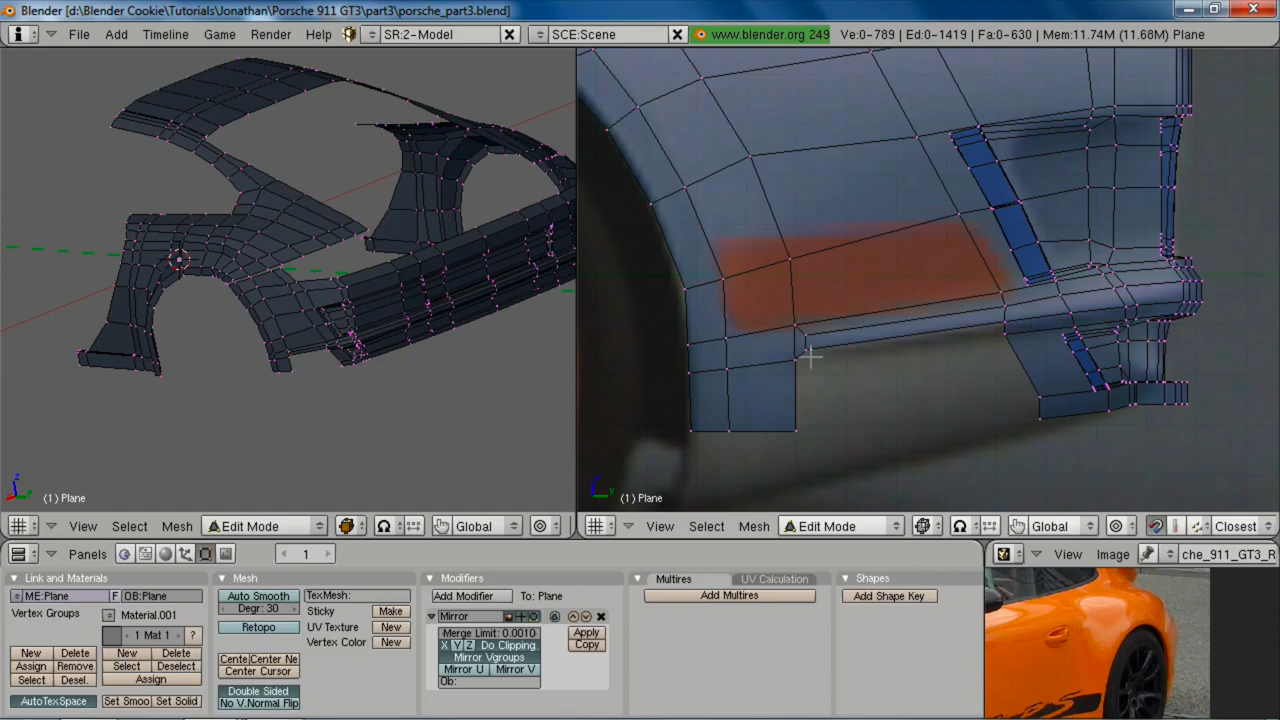 Blender [d:\Blender Cookie\Tutorials\Jonathan\Porsche 911 GT3\part3\porsche_part3.blend]
File Add Timeline Game Render Help SR:2-Model SCE:Scene www.blender.org 249 Ve:0-789 | Ed:0-1419 | Fa:0-630 | Mem:11.74M (11.68M) Plane
z
x
(1) Plane
y
(1) Plane
View Select Mesh Edit Mode Global
View Select Mesh Edit Mode Global Closest
Panels 1
View Image che_911_GT3_R
Link and Materials
ME:Plane F OB:Plane
Vertex Groups
Material.001
1 Mat 1 ?
New Delete New Delete
Assign Remove Select Deselect
Select Desel. Assign
AutoTexSpace Set Smoo Set Solid
Mesh
Auto Smooth
Degr: 30
Retopo
TexMesh:
Sticky Make
UV Texture New
Vertex Color New
Cente Center Ne
Center Cursor
Double Sided
No V.Normal Flip
Modifiers
Add Modifier To: Plane
Mirror
Merge Limit: 0.0010 Apply
X Y Z Do Clipping Copy
Mirror Vgroups
Mirror U Mirror V
Ob:
Multires UV Calculation
Add Multires
Shapes
Add Shape Key